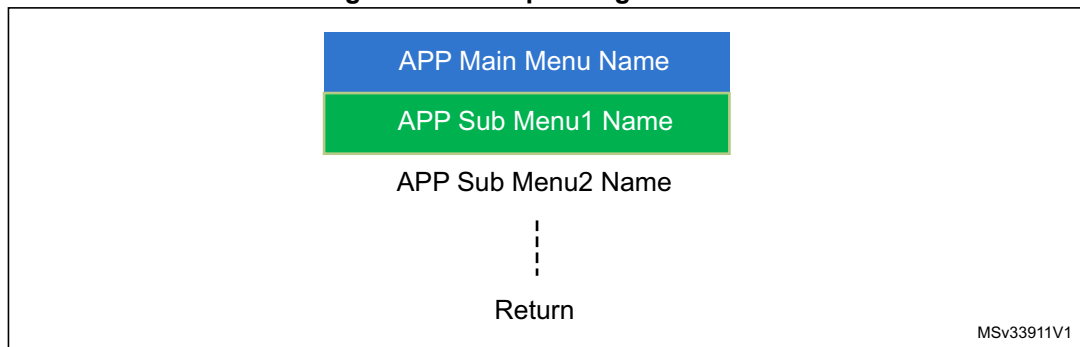 APP Main Menu Name
APP Sub Menu1 Name
APP Sub Menu2 Name
Return
MSv33911V1